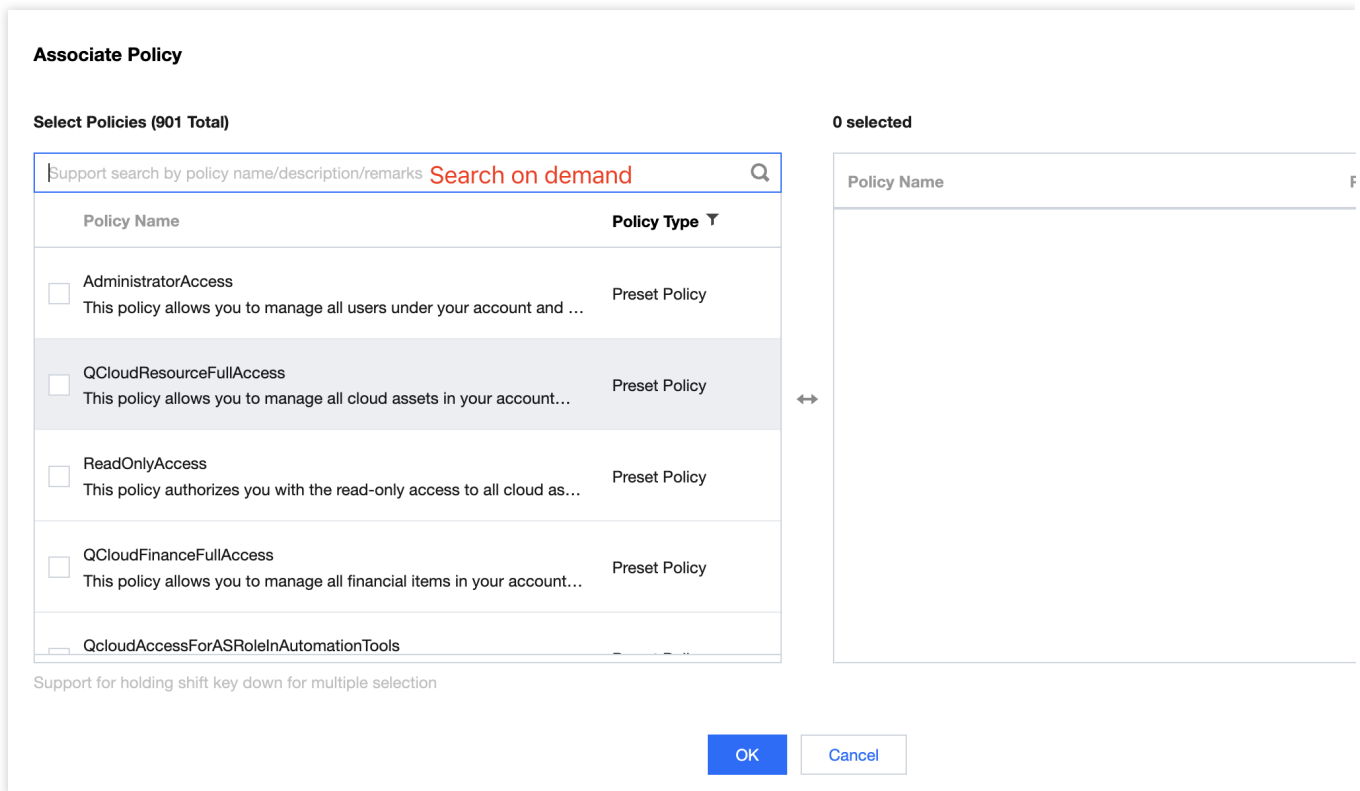 Associate Policy
Select Policies (901 Total)
0 selected
Support search by policy name/description/remarks Search on demand
Policy Name
Policy Type
Policy Name
AdministratorAccess
This policy allows you to manage all users under your account and ...
Preset Policy
QCloudResourceFullAccess
This policy allows you to manage all cloud assets in your account...
Preset Policy
ReadOnlyAccess
This policy authorizes you with the read-only access to all cloud as...
Preset Policy
QCloudFinanceFullAccess
This policy allows you to manage all financial items in your account...
Preset Policy
QcloudAccessForASRoleInAutomationTools
Support for holding shift key down for multiple selection
OK
Cancel